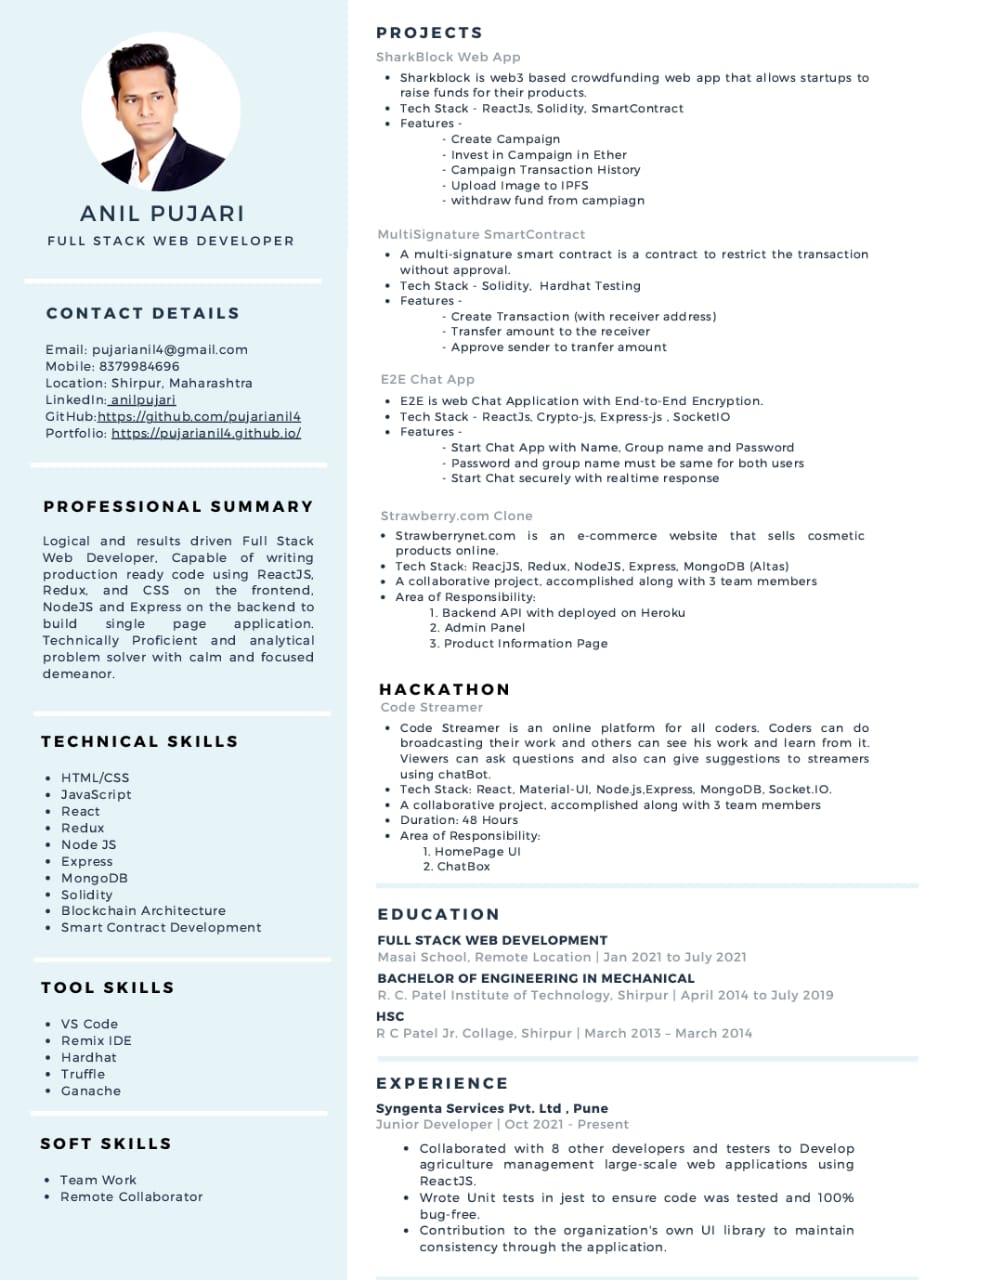 ANIL PUJARI
FULL STACK WEB DEVELOPER
CONTACT DETAILS
Email: pujarianil4@gmail.com
Mobile: 8379984696
Location: Shirpur, Maharashtra
LinkedIn: anilpujari
GitHub:https://github.com/pujarianil4
Portfolio: https://pujarianil4.github.io/
PROFESSIONAL SUMMARY
Logical and results driven Full Stack
Web Developer, Capable of writing
production ready code using ReactJS,
Redux, and CSS on the frontend,
NodeJS and Express on the backend to
build single page application.
Technically Proficient and analytical
problem solver with calm and focused
demeanor.
TECHNICAL SKILLS
• HTML/CSS
• JavaScript
• React
• Redux
• Node JS
• Express
• MongoDB
• Solidity
• Blockchain Architecture
• Smart Contract Development
TOOL SKILLS
• VS Code
• Remix IDE
• Hardhat
• Truffle
• Ganache
SOFT SKILLS
• Team Work
• Remote Collaborator
PROJECTS
SharkBlock Web App
• Sharkblock is web3 based crowdfunding web app that allows startups to
raise funds for their products.
• Tech Stack - ReactJs, Solidity, SmartContract
• Features -
- Create Campaign
- Invest in Campaign in Ether
- Campaign Transaction History
- Upload Image to IPFS
- withdraw fund from campiagn
MultiSignature SmartContract
• A multi-signature smart contract is a contract to restrict the transaction
without approval.
• Tech Stack - Solidity, Hardhat Testing
• Features -
- Create Transaction (with receiver address)
- Transfer amount to the receiver
- Approve sender to tranfer amount
E2E Chat App
• E2E is web Chat Application with End-to-End Encryption.
• Tech Stack - ReactJs, Crypto-js, Express-js , SocketIO
• Features -
- Start Chat App with Name, Group name and Password
- Password and group name must be same for both users
- Start Chat securely with realtime response
Strawberry.com Clone
• Strawberrynet.com is an e-commerce website that sells cosmetic
products online.
• Tech Stack: ReacjJS, Redux, NodeJS, Express, MongoDB (Altas)
• A collaborative project, accomplished along with 3 team members
• Area of Responsibility:
1. Backend API with deployed on Heroku
2. Admin Panel
3. Product Information Page
HACKATHON
Code Streamer
• Code Streamer is an online platform for all coders. Coders can do
broadcasting their work and others can see his work and learn from it.
Viewers can ask questions and also can give suggestions to streamers
using chatBot.
• Tech Stack: React, Material-UI, Node.js,Express, MongoDB, Socket.IO.
• A collaborative project, accomplished along with 3 team members
• Duration: 48 Hours
• Area of Responsibility:
1. HomePage UI
2. ChatBox
EDUCATION
FULL STACK WEB DEVELOPMENT
Masai School, Remote Location | Jan 2021 to July 2021
BACHELOR OF ENGINEERING IN MECHANICAL
R. C. Patel Institute of Technology, Shirpur | April 2014 to July 2019
HSC
R C Patel Jr. Collage, Shirpur | March 2013 – March 2014
EXPERIENCE
Syngenta Services Pvt. Ltd , Pune
Junior Developer | Oct 2021 - Present
• Collaborated with 8 other developers and testers to Develop
agriculture management large-scale web applications using
ReactJS.
• Wrote Unit tests in jest to ensure code was tested and 100%
bug-free.
• Contribution to the organization's own UI library to maintain
consistency through the application.